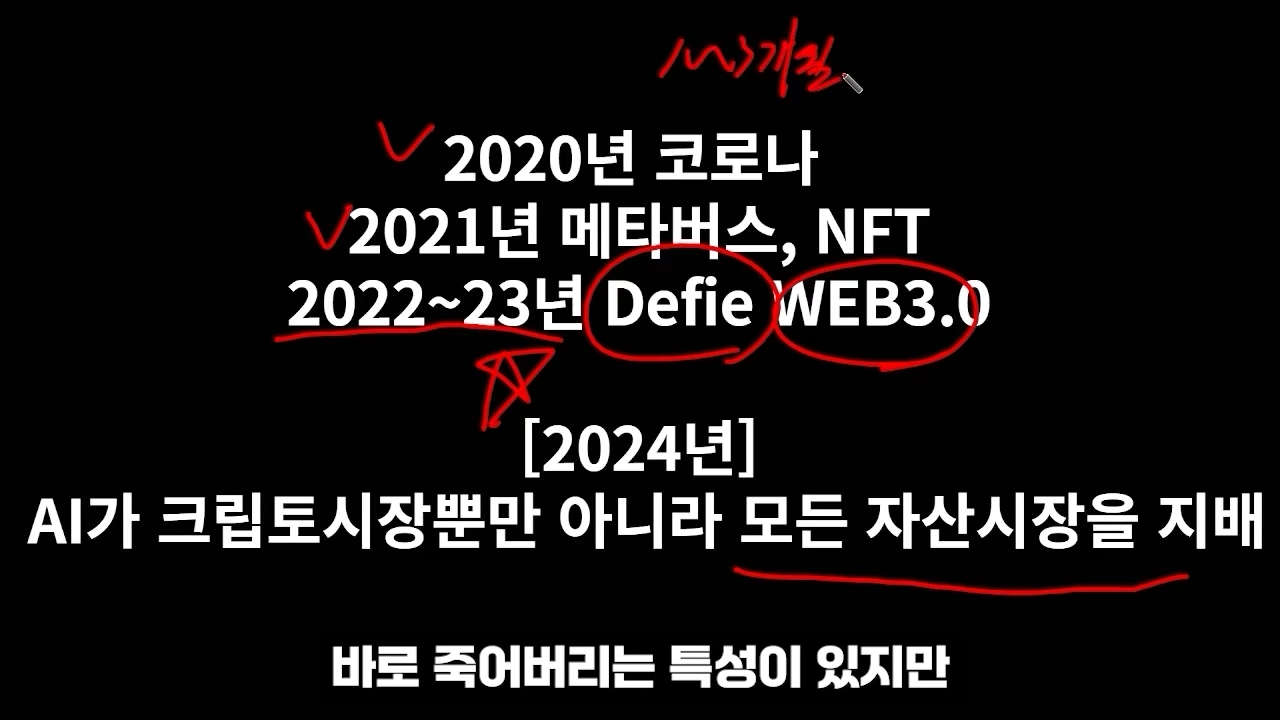 3개월
2020년 코로나
2021년 메타버스, NFT
2022~23년 Defie WEB3.0
[2024년]
AI가 크립토시장뿐만 아니라 모든 자산시장을 지배
바로 죽어버리는 특성이 있지만